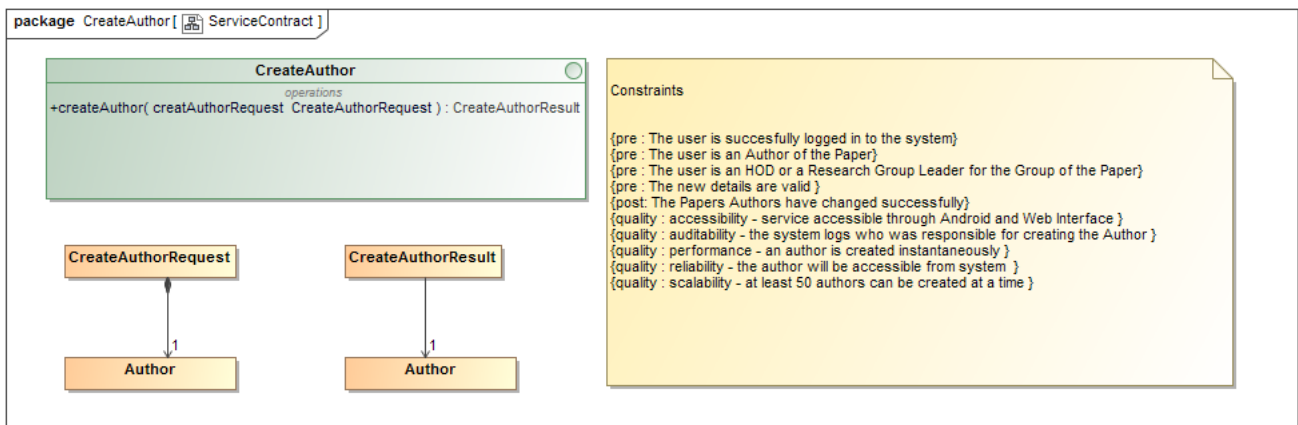 package CreateAuthor [ ServiceContract ]
CreateAuthor
operations
+createAuthor( creatAuthorRequest CreateAuthorRequest ) : CreateAuthorResult
CreateAuthorRequest
1
Author
CreateAuthorResult
1
Author
Constraints
{pre : The user is succesfully logged in to the system}
{pre : The user is an Author of the Paper}
{pre : The user is an HOD or a Research Group Leader for the Group of the Paper}
{pre : The new details are valid }
{post: The Papers Authors have changed successfully}
{quality : accessibility - service accessible through Android and Web Interface }
{quality : auditability - the system logs who was responsible for creating the Author }
{quality : performance - an author is created instantaneously }
{quality : reliability - the author will be accessible from system }
{quality : scalability - at least 50 authors can be created at a time }